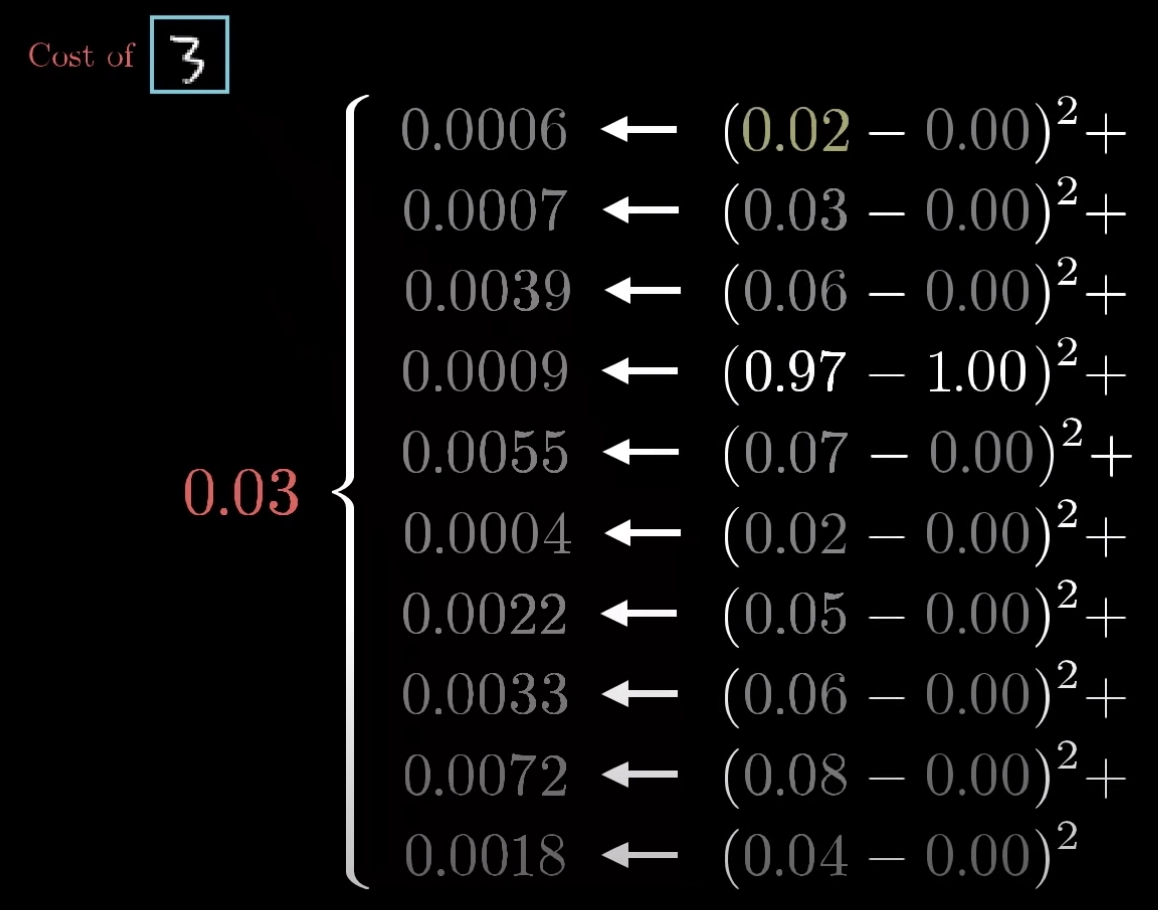 Cost of 3
0.0006 ← (0.02 − 0.00)²+
0.0007 ← (0.03 − 0.00)²+
0.0039 ← (0.06 − 0.00)²+
0.0009 ← (0.97 − 1.00)²+
0.0055 ← (0.07 − 0.00)²+
0.03
0.0004 ← (0.02 − 0.00)²+
0.0022 ← (0.05 − 0.00)²+
0.0033 ← (0.06 − 0.00)²+
0.0072 ← (0.08 − 0.00)²+
0.0018 ← (0.04 − 0.00)²